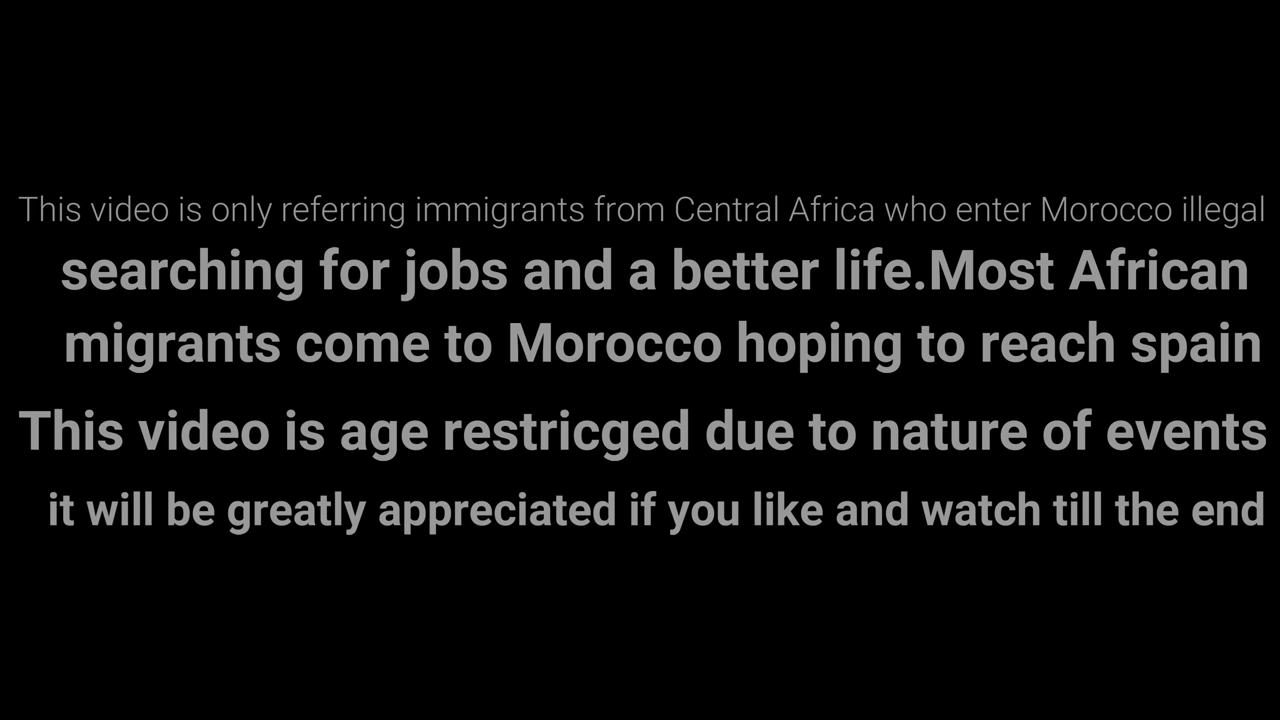 This video is only referring immigrants from Central Africa who enter Morocco illegal
searching for jobs and a better life.Most African
migrants come to Morocco hoping to reach spain
This video is age restricged due to nature of events
it will be greatly appreciated if you like and watch till the end